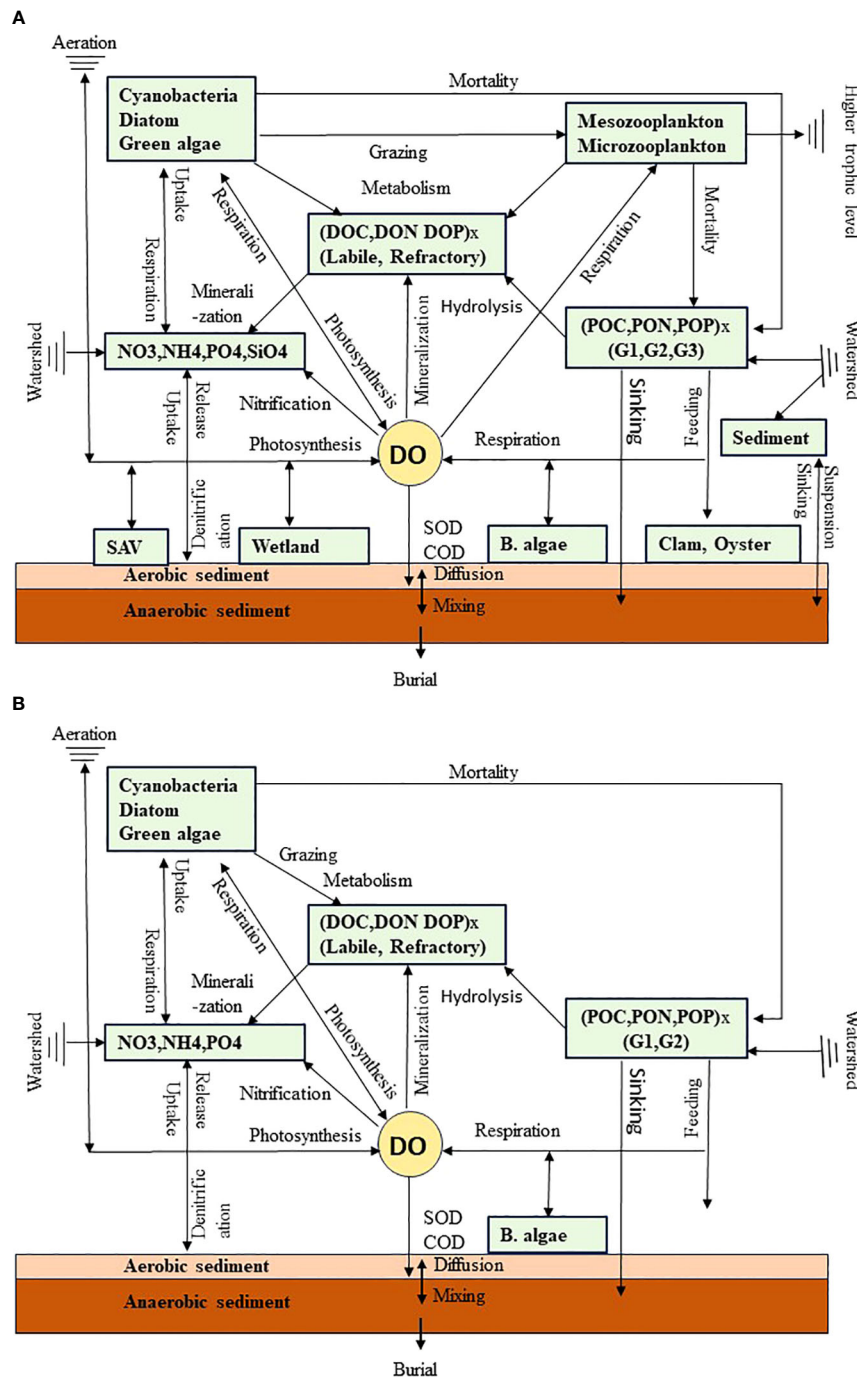 A
Aeration
Cyanobacteria
Diatom
Green algae
Mortality
Mesozooplankton
Microzooplankton
Higher trophic level
Grazing
Uptake
Respiration
Metabolism
Respiration
(DOC,DON DOP)x
(Labile, Refractory)
Respiration
Mortality
Minerali
-zation
Hydrolysis
(POC,PON,POP)x
(G1,G2,G3)
Watershed
Watershed
NO3,NH4,PO4,SiO4
Photosynthesis
Mineralization
Release
Uptake
Nitrification
Sinking
Feeding
Sediment
Photosynthesis
DO
Respiration
Suspension
Sinking
Denitrific
ation
SAV
Wetland
SOD
COD
B. algae
Clam, Oyster
Aerobic sediment
Diffusion
Anaerobic sediment
Mixing
Burial
B
Aeration
Cyanobacteria
Diatom
Green algae
Mortality
Grazing
Uptake
Respiration
Metabolism
Respiration
(DOC,DON DOP)x
(Labile, Refractory)
Minerali
-zation
Hydrolysis
(POC,PON,POP)x
(G1,G2)
Watershed
Watershed
NO3,NH4,PO4
Photosynthesis
Mineralization
Release
Uptake
Nitrification
Sinking
Feeding
Photosynthesis
DO
Respiration
Denitrific
ation
SOD
COD
B. algae
Aerobic sediment
Diffusion
Anaerobic sediment
Mixing
Burial